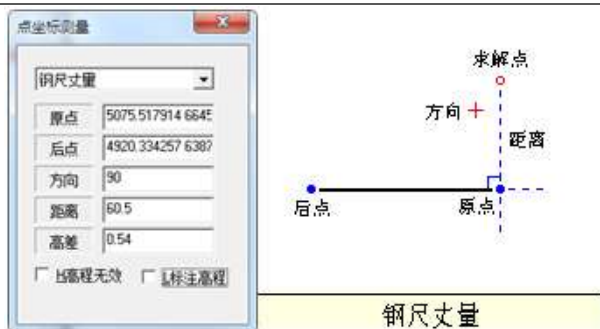 点坐标测量
钢尺丈量
原点 5075.517914 6645
后点 4920.334257 6387
方向 90
距离 60.5
高差 0.54
H高程无效 L标注高程
求解点
方向
距离
后点
原点
钢尺丈量